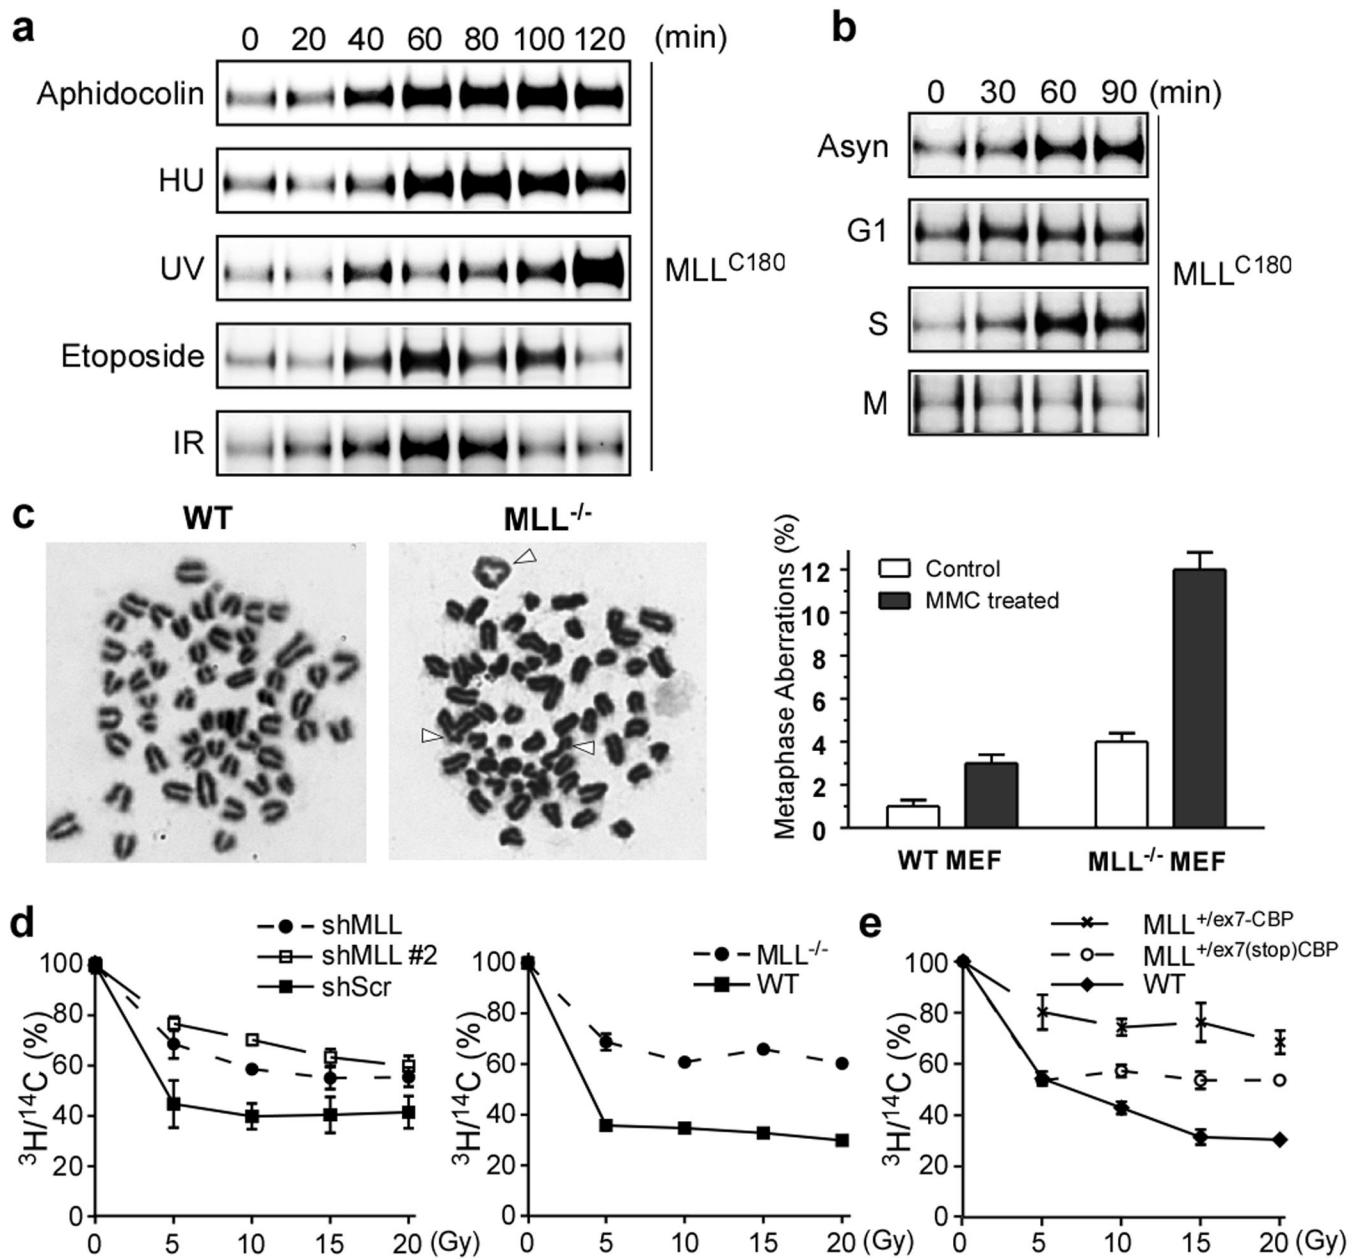 a
0 20 40 60 80 100 120 (min)
Aphidocolin
HU
UV
Etoposide
IR
MLL^C180
b
0 30 60 90 (min)
Asyn
G1
S
M
MLL^C180
c
WT
MLL^-/-
Metaphase Aberrations (%)
12
10
8
6
4
2
0
Control
MMC treated
WT MEF
MLL^-/- MEF
d
shMLL
shMLL #2
shScr
^3H/^14C (%)
100
80
60
40
20
0
0 5 10 15 20 (Gy)
MLL^-/-
WT
^3H/^14C (%)
100
80
60
40
20
0
0 5 10 15 20 (Gy)
e
MLL^+/ex7-CBP
MLL^+/ex7(stop)CBP
WT
^3H/^14C (%)
100
80
60
40
20
0
0 5 10 15 20 (Gy)